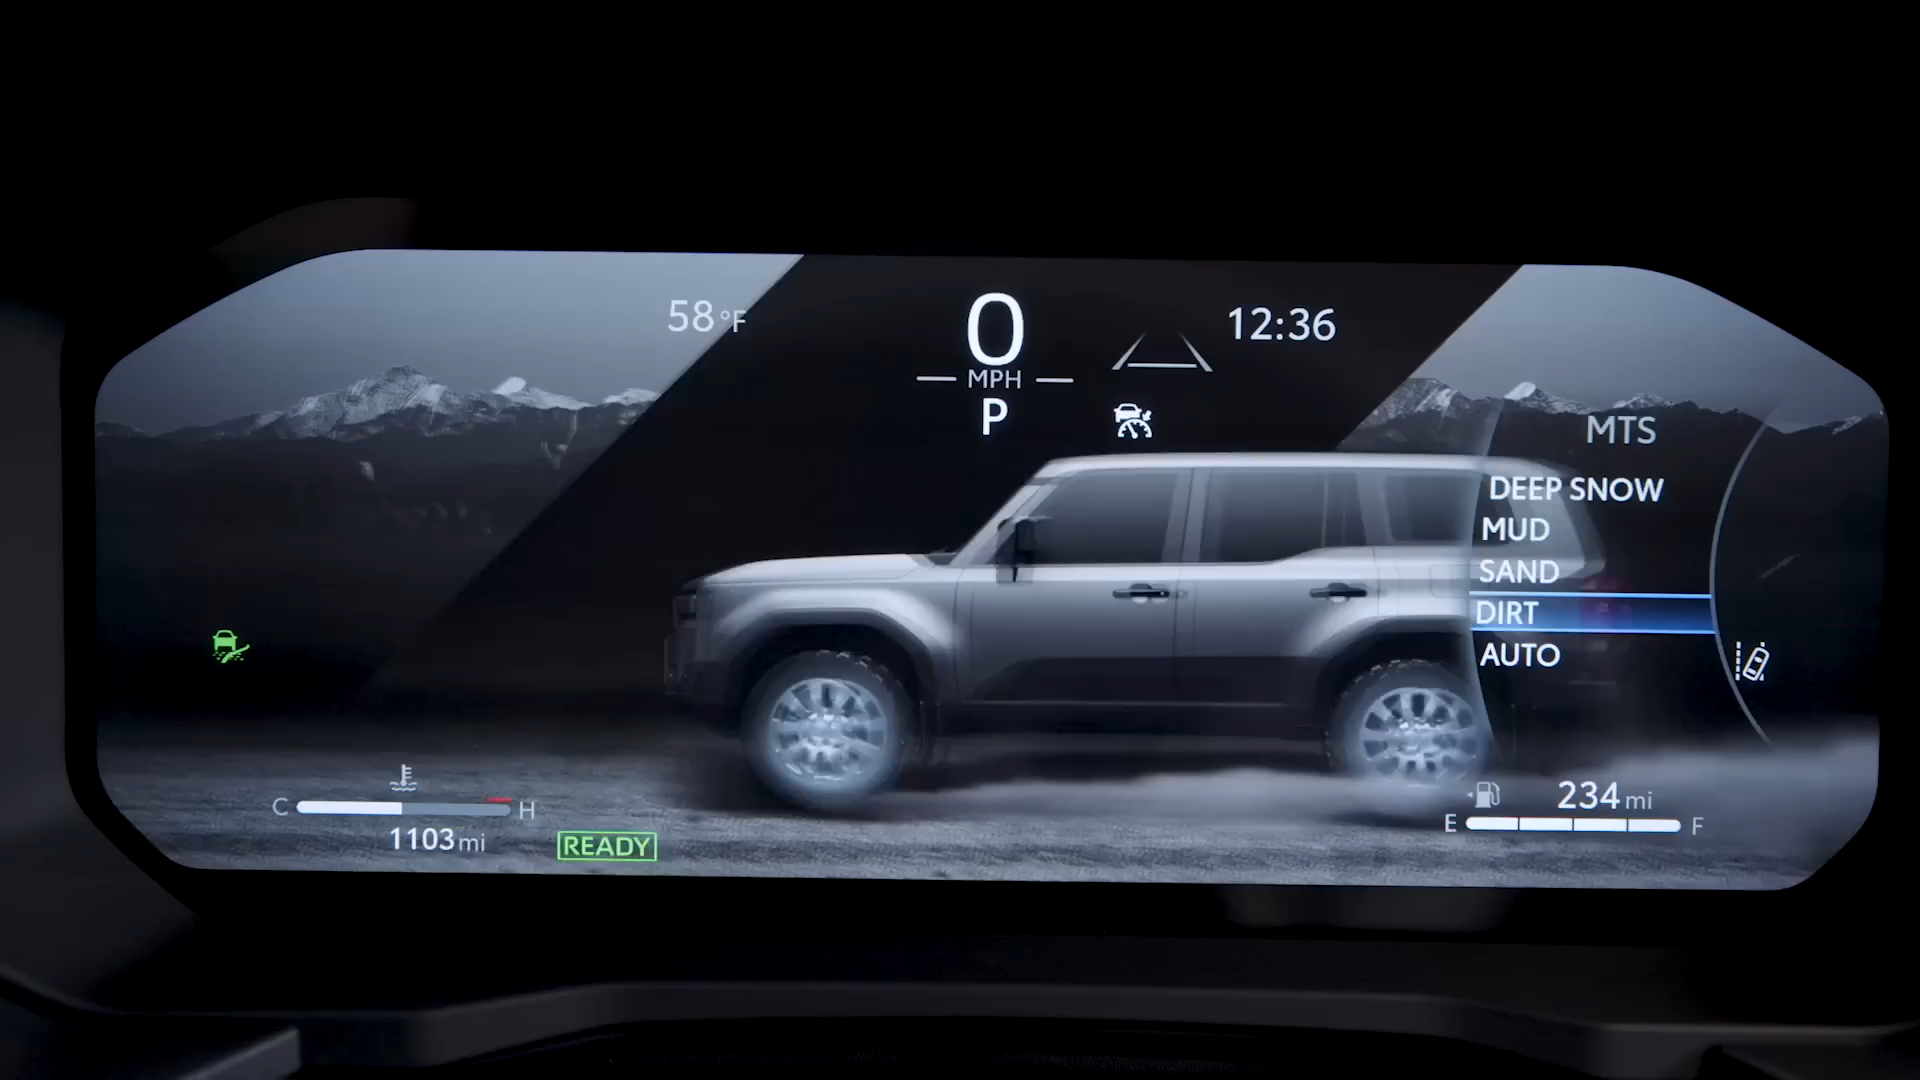 58°F
0
MPH
P
12:36
MTS
DEEP SNOW
MUD
SAND
DIRT
AUTO
C H
1103 mi
READY
234 mi
E F